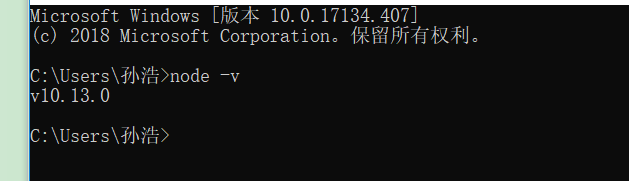 Microsoft Windows [版本 10.0.17134.407]
(c) 2018 Microsoft Corporation。保留所有权利。
C:\Users\孙浩>node -v
v10.13.0
C:\Users\孙浩>